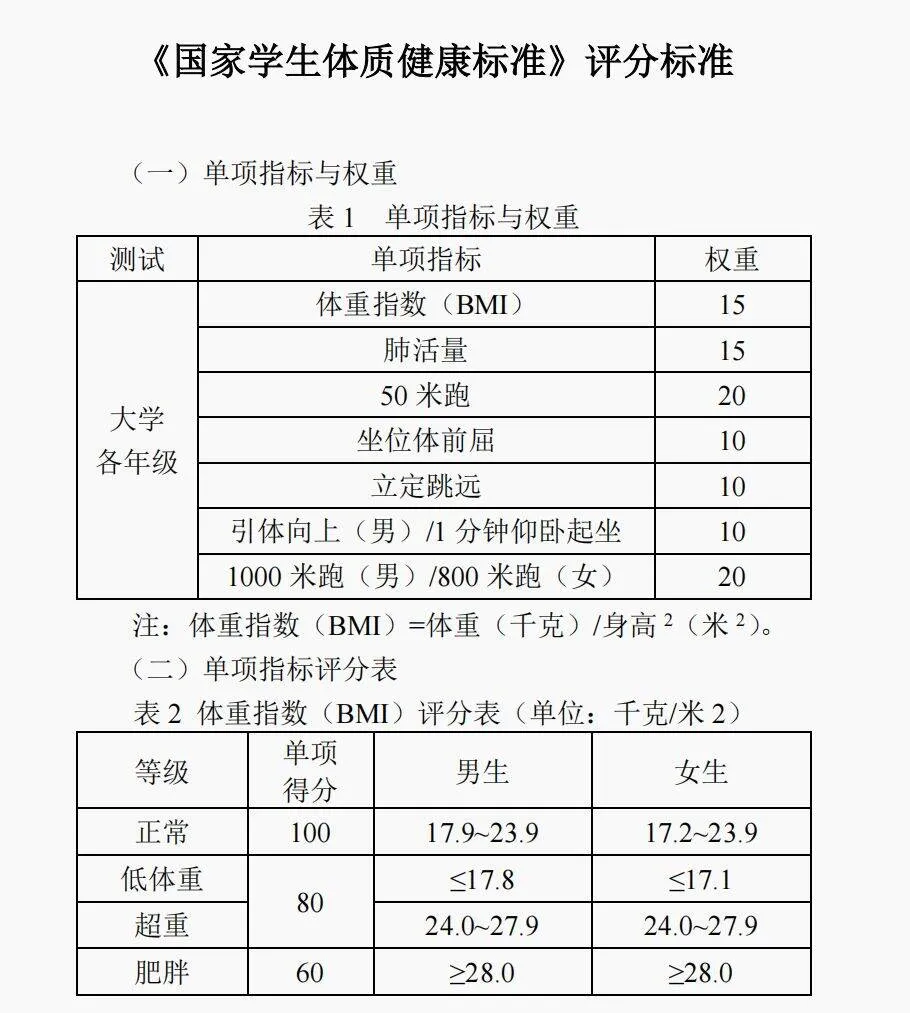 《国家学生体质健康标准》评分标准
（一）单项指标与权重
表 1 单项指标与权重
测试 单项指标 权重
体重指数（BMI） 15
肺活量 15
50 米跑 20
大学
各年级
坐位体前屈 10
立定跳远 10
引体向上（男）/1 分钟仰卧起坐 10
1000 米跑（男）/800 米跑（女） 20
注：体重指数（BMI）=体重（千克）/身高²（米²）。
（二）单项指标评分表
表 2 体重指数（BMI）评分表（单位：千克/米 2）
等级 单项
得分 男生 女生
正常 100 17.9~23.9 17.2~23.9
低体重 80 ≤17.8 ≤17.1
超重 24.0~27.9 24.0~27.9
肥胖 60 ≥28.0 ≥28.0